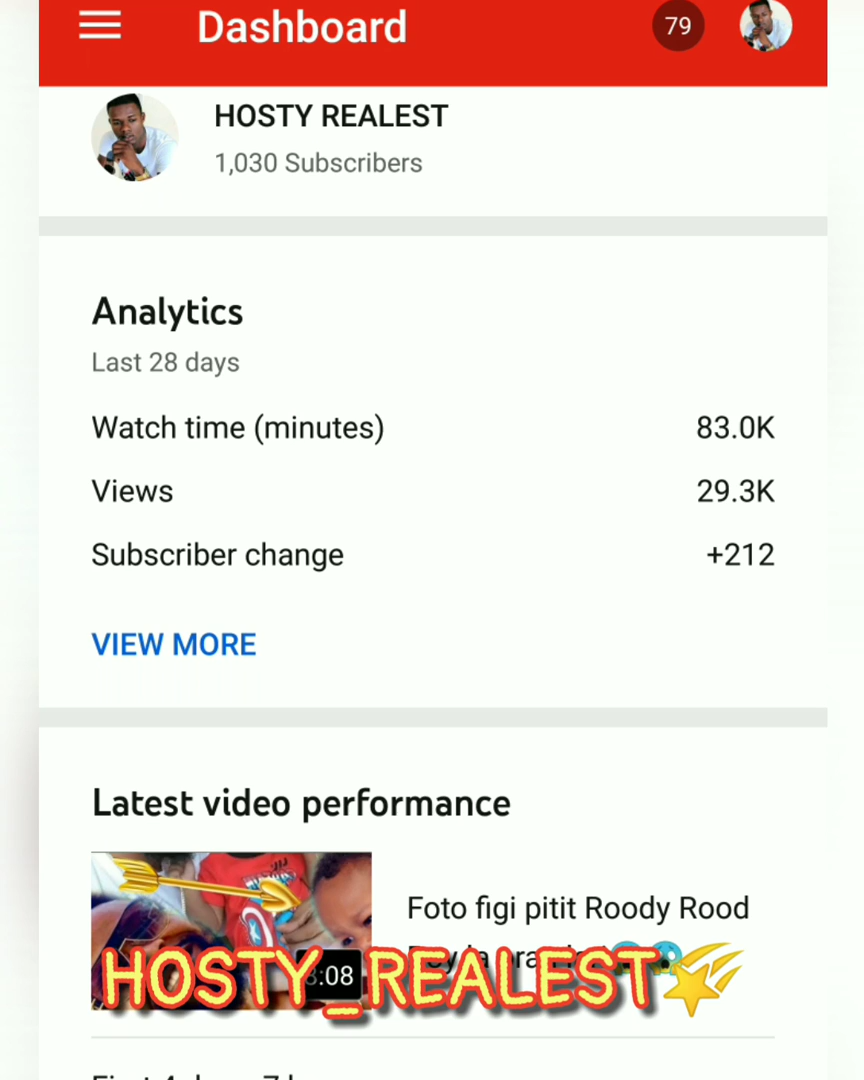 Dashboard
79
HOSTY REALEST
1,030 Subscribers
Analytics
Last 28 days
Watch time (minutes) 83.0K
Views 29.3K
Subscriber change +212
VIEW MORE
Latest video performance
Foto figi pitit Roody Rood
:08
HOSTY_REALEST